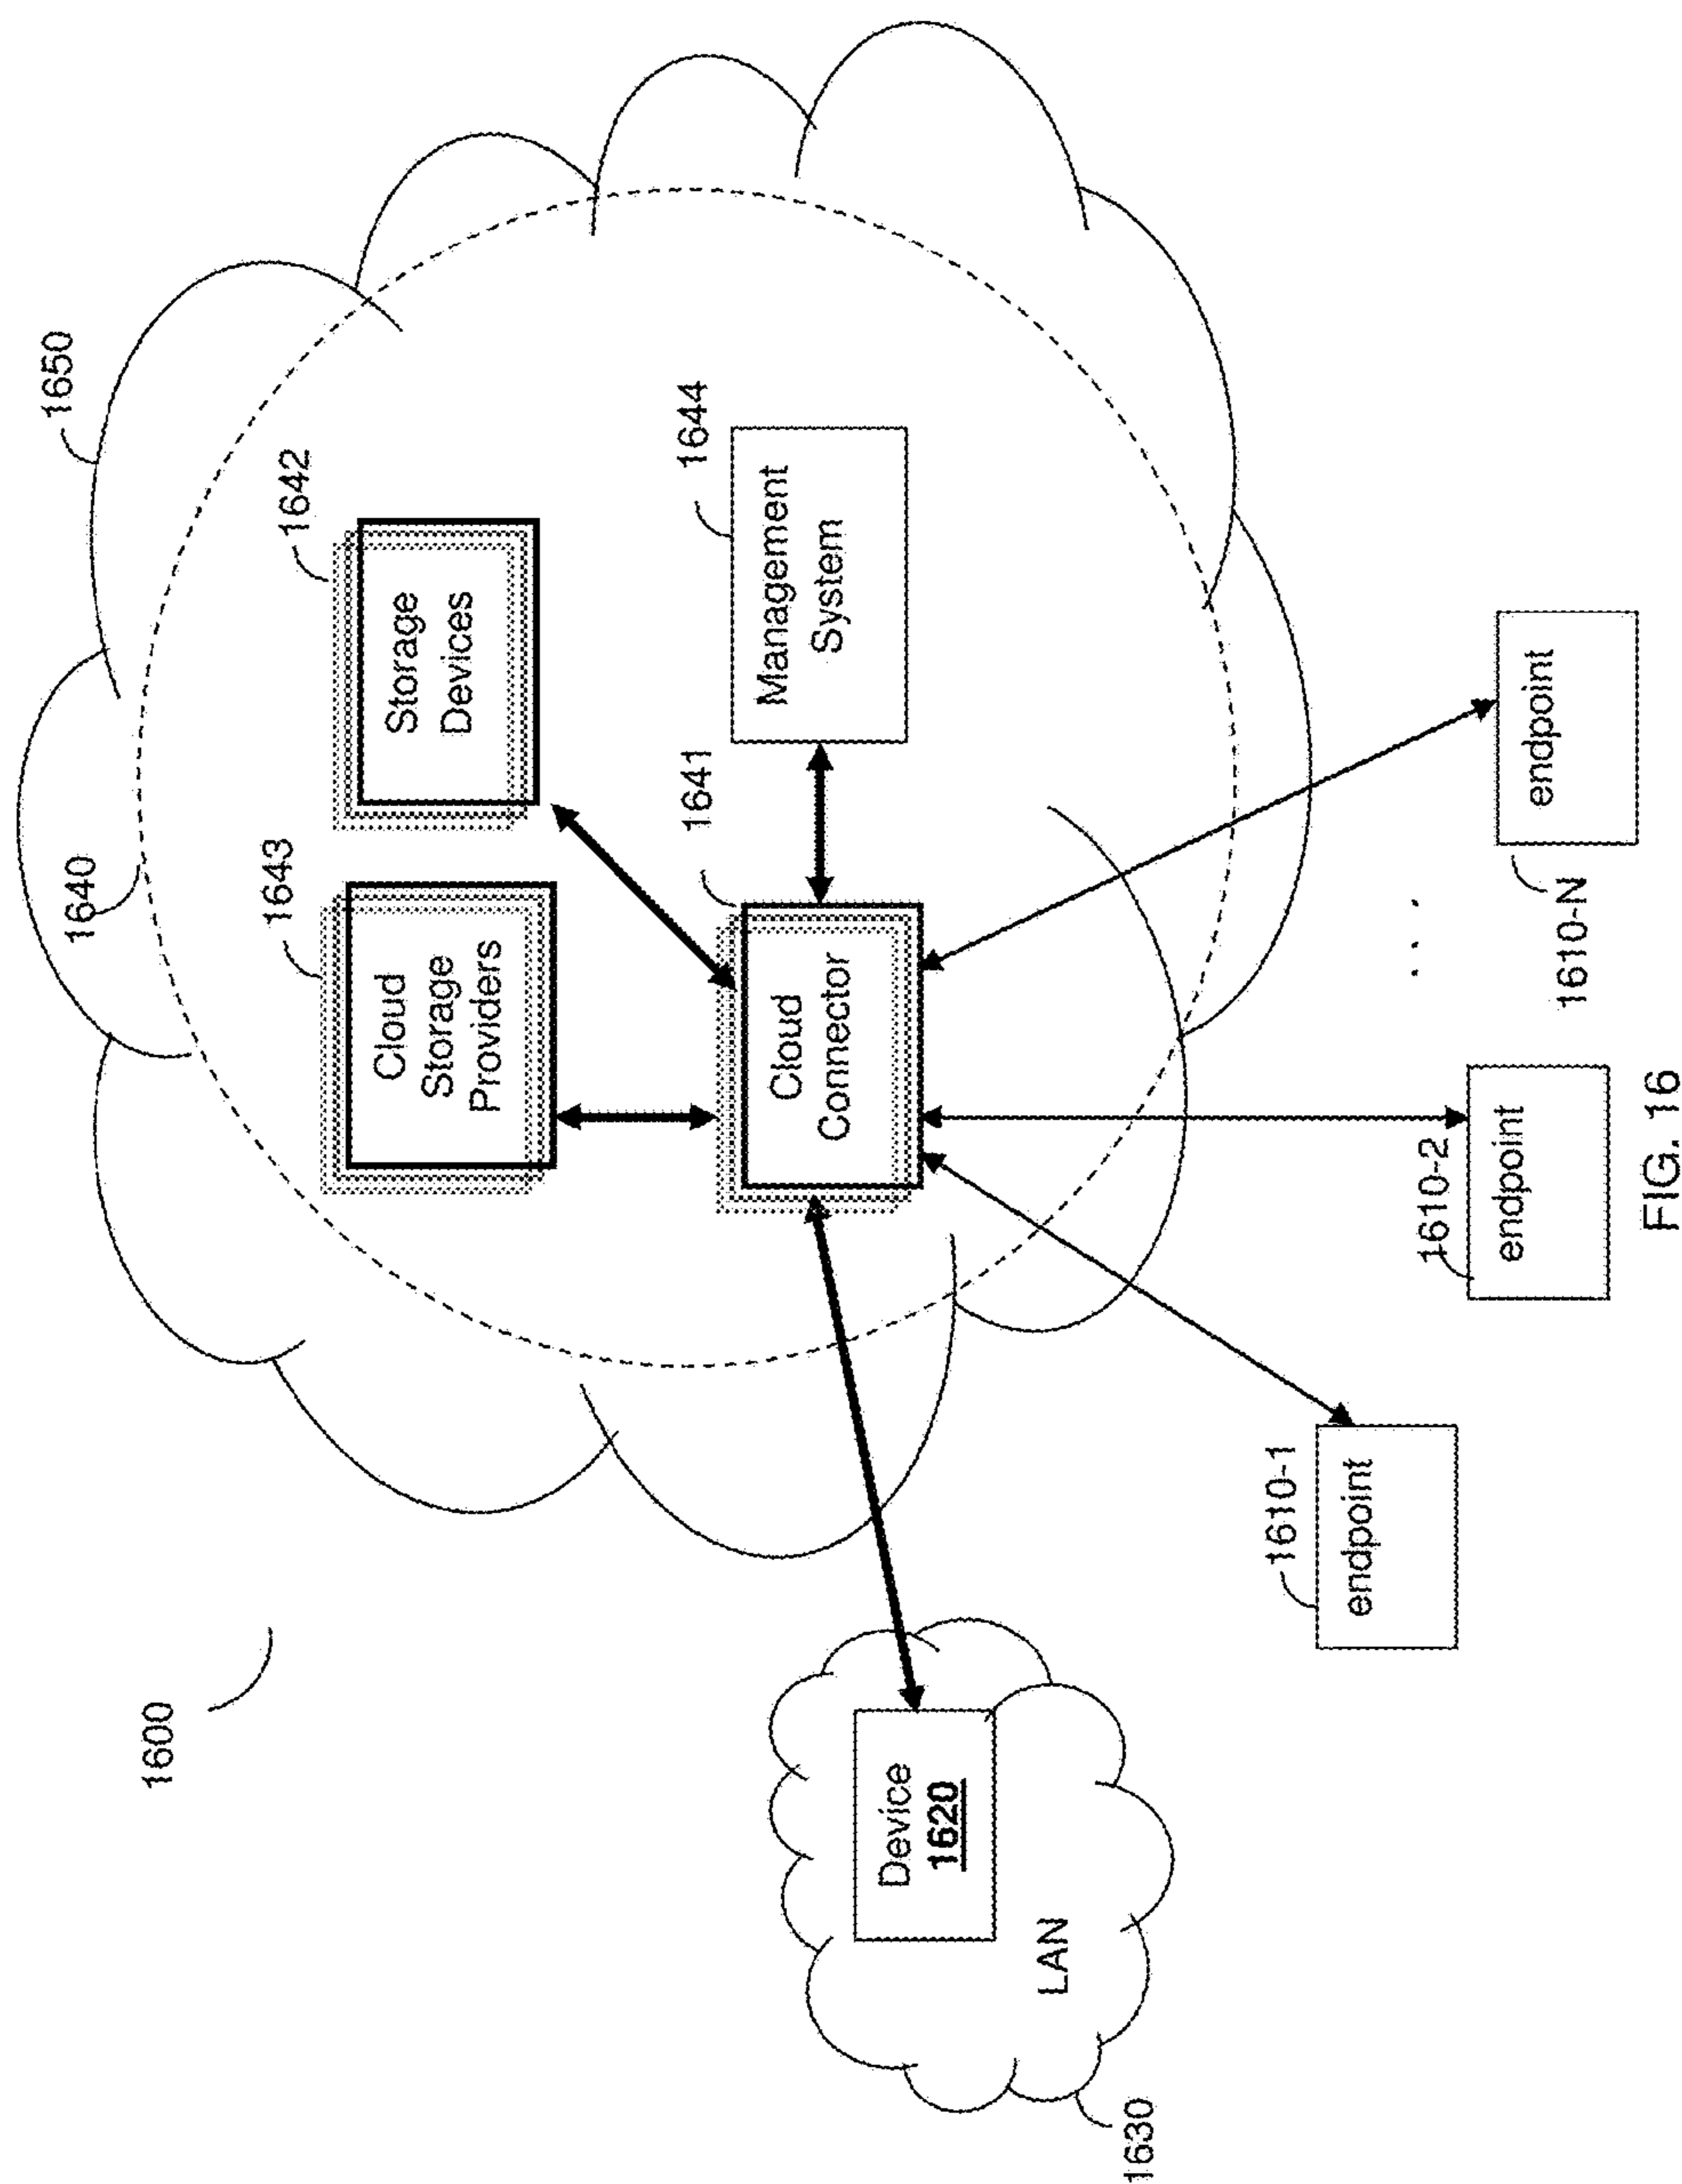 1600
1650
1640
1643
Cloud
Storage
Providers
1642
Storage
Devices
1641
Cloud
Connector
1644
Management
System
Device
1620
LAN
1630
1610-1
endpoint
1610-2
endpoint
. . .
1610-N
endpoint
FIG. 16